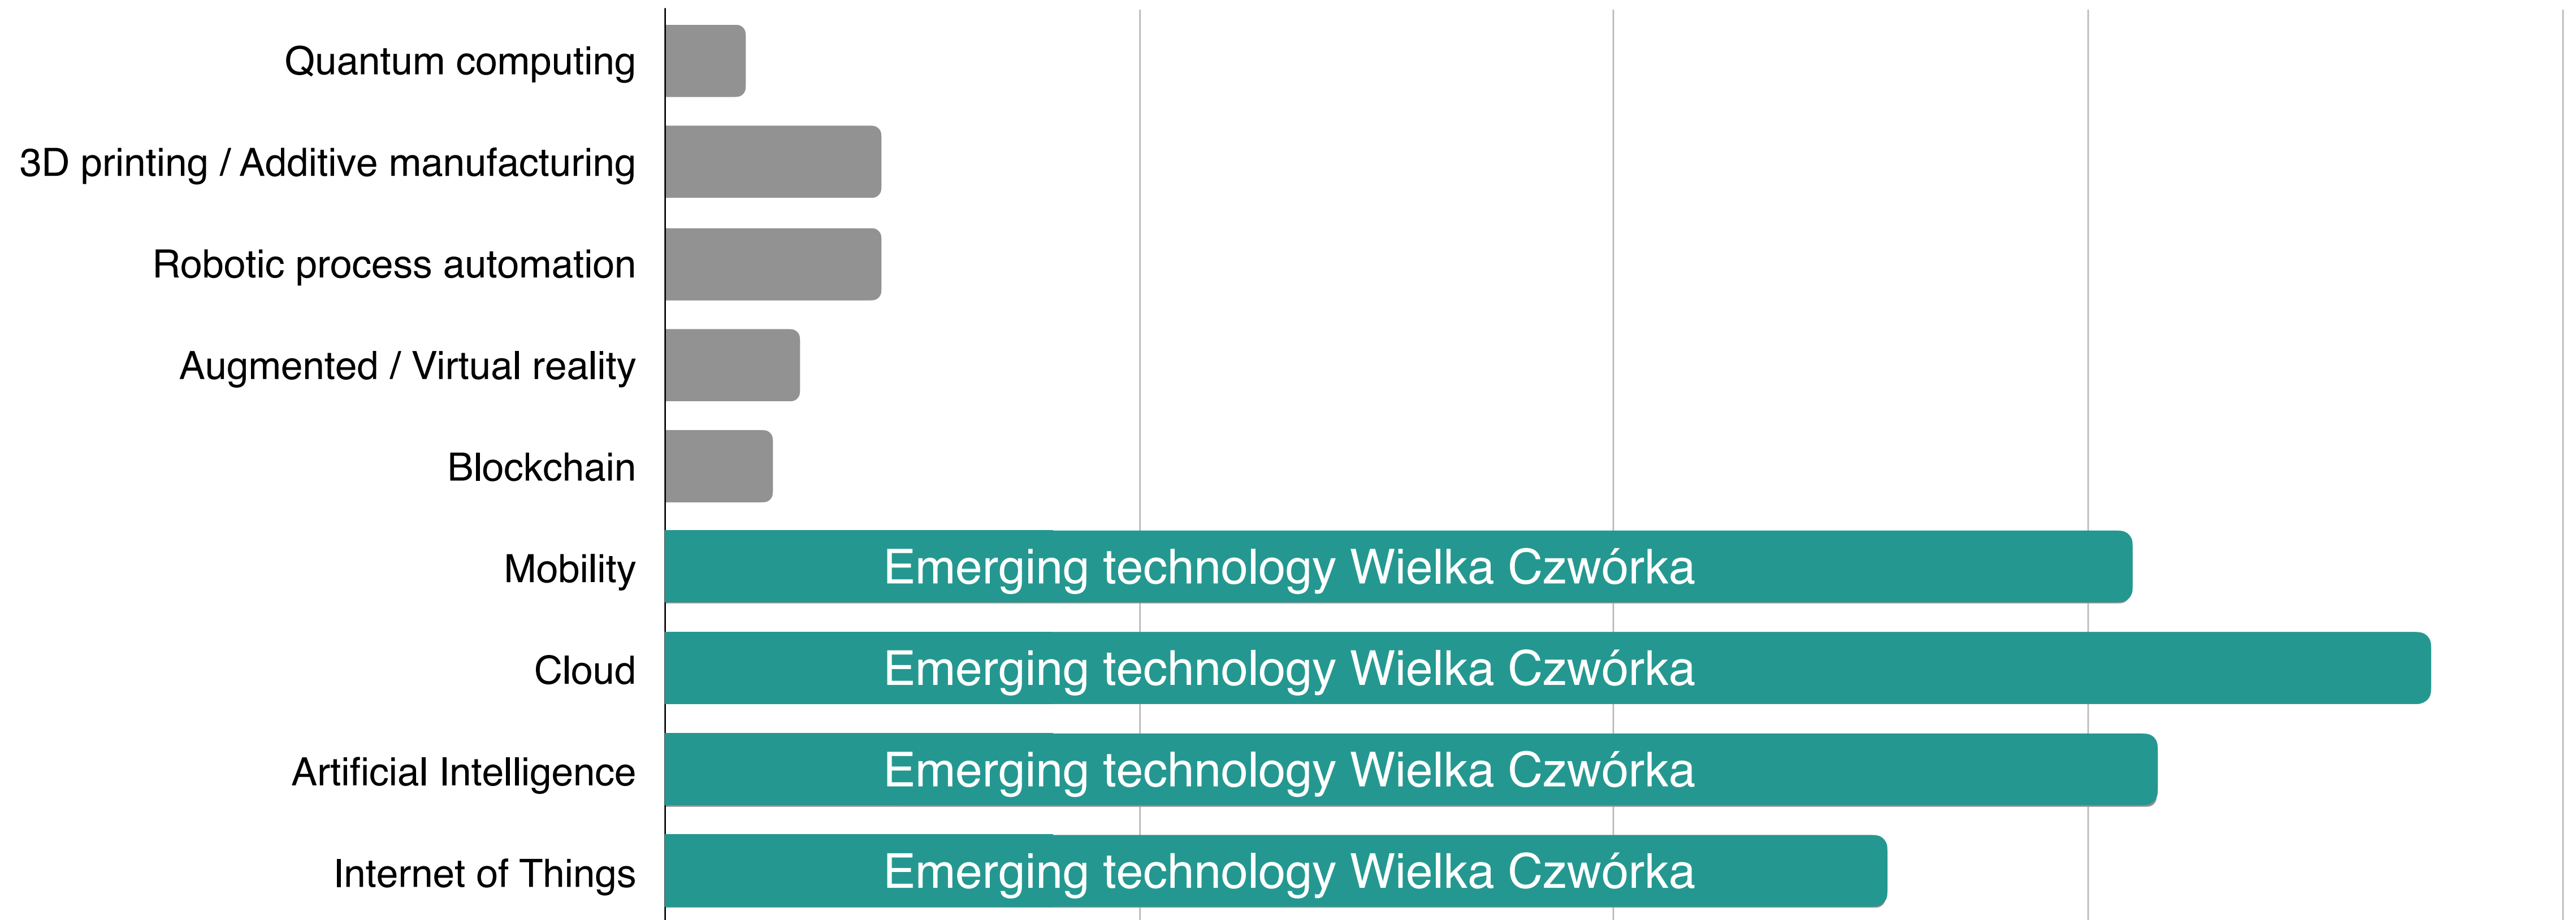 Quantum computing
3D printing / Additive manufacturing
Robotic process automation
Augmented / Virtual reality
Blockchain
Mobility
Emerging technology Wielka Czwórka
Cloud
Emerging technology Wielka Czwórka
Artificial Intelligence
Emerging technology Wielka Czwórka
Internet of Things
Emerging technology Wielka Czwórka